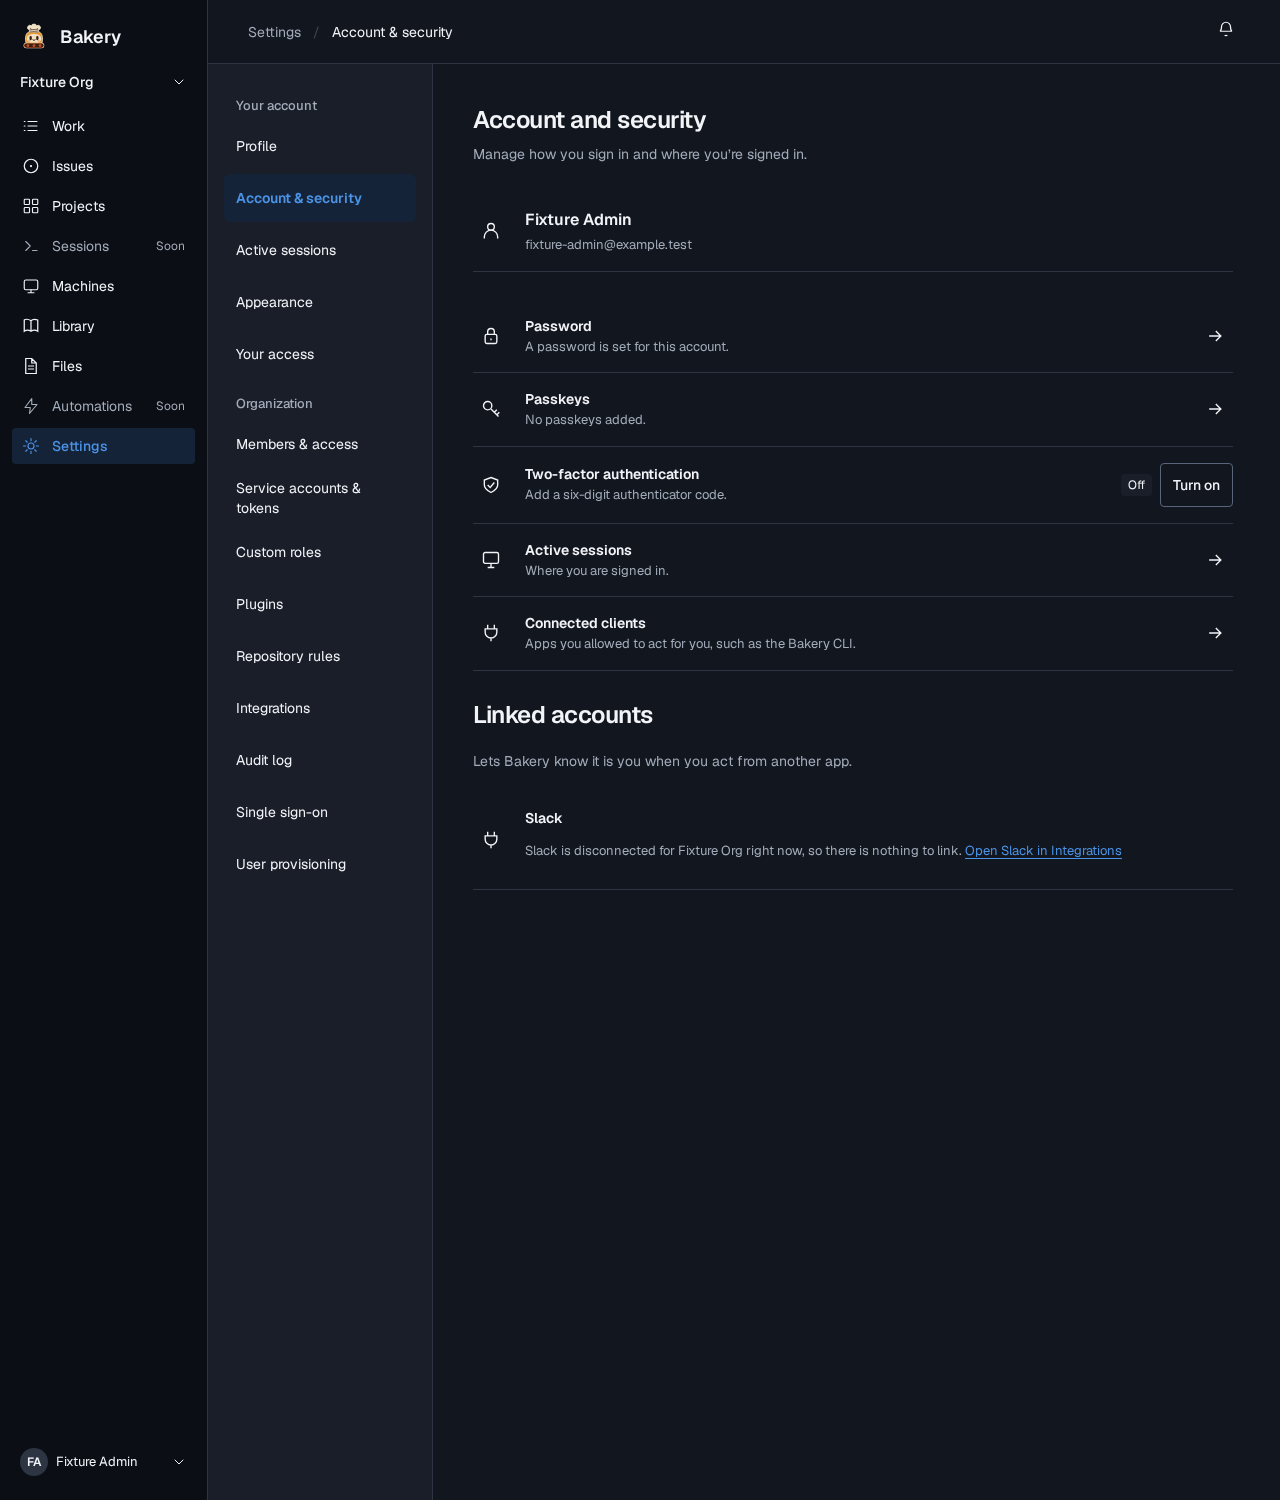 Bakery
Fixture Org
Work
Issues
Projects
Sessions Soon
Machines
Library
Files
Automations Soon
Settings
FA Fixture Admin
Settings / Account & security
Your account
Profile
Account & security
Active sessions
Appearance
Your access
Organization
Members & access
Service accounts &
tokens
Custom roles
Plugins
Repository rules
Integrations
Audit log
Single sign-on
User provisioning
Account and security
Manage how you sign in and where you're signed in.
Fixture Admin
fixture-admin@example.test
Password
A password is set for this account.
Passkeys
No passkeys added.
Two-factor authentication
Add a six-digit authenticator code.
Off Turn on
Active sessions
Where you are signed in.
Connected clients
Apps you allowed to act for you, such as the Bakery CLI.
Linked accounts
Lets Bakery know it is you when you act from another app.
Slack
Slack is disconnected for Fixture Org right now, so there is nothing to link. Open Slack in Integrations